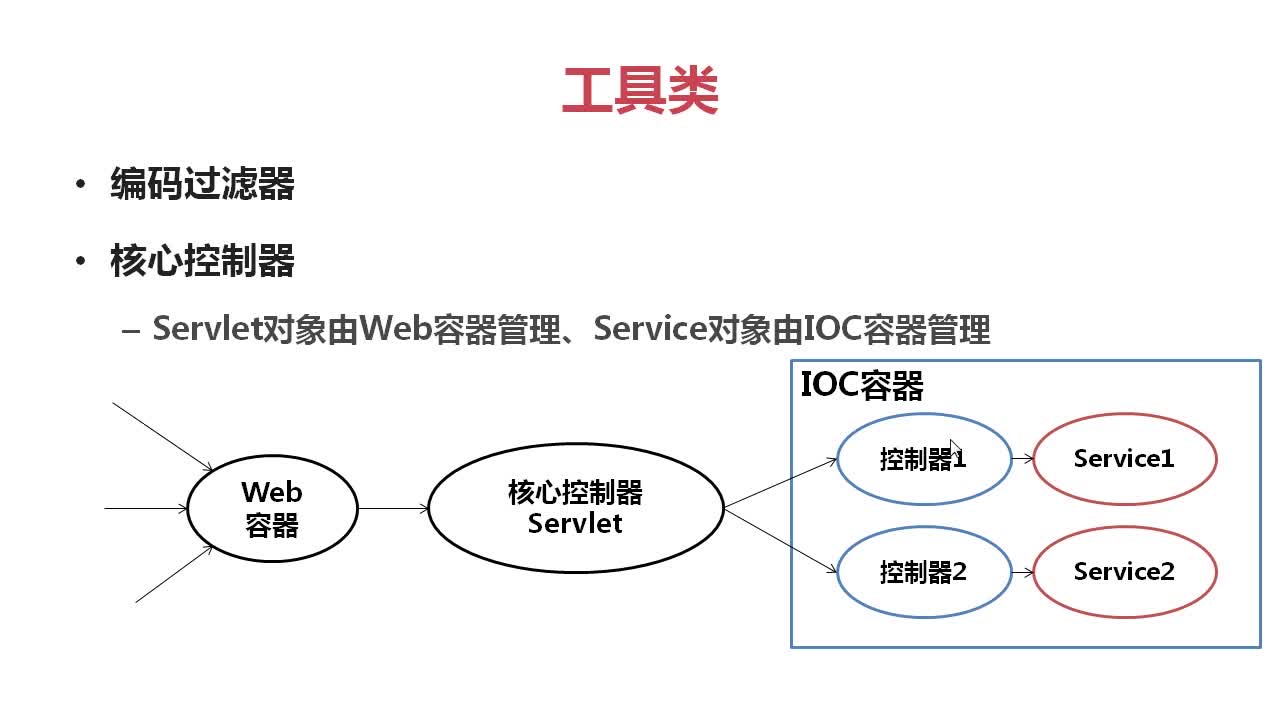 工具类
• 编码过滤器
• 核心控制器
– Servlet对象由Web容器管理、Service对象由IOC容器管理
IOC容器
Web
容器
核心控制器
Servlet
控制器1
Service1
控制器2
Service2